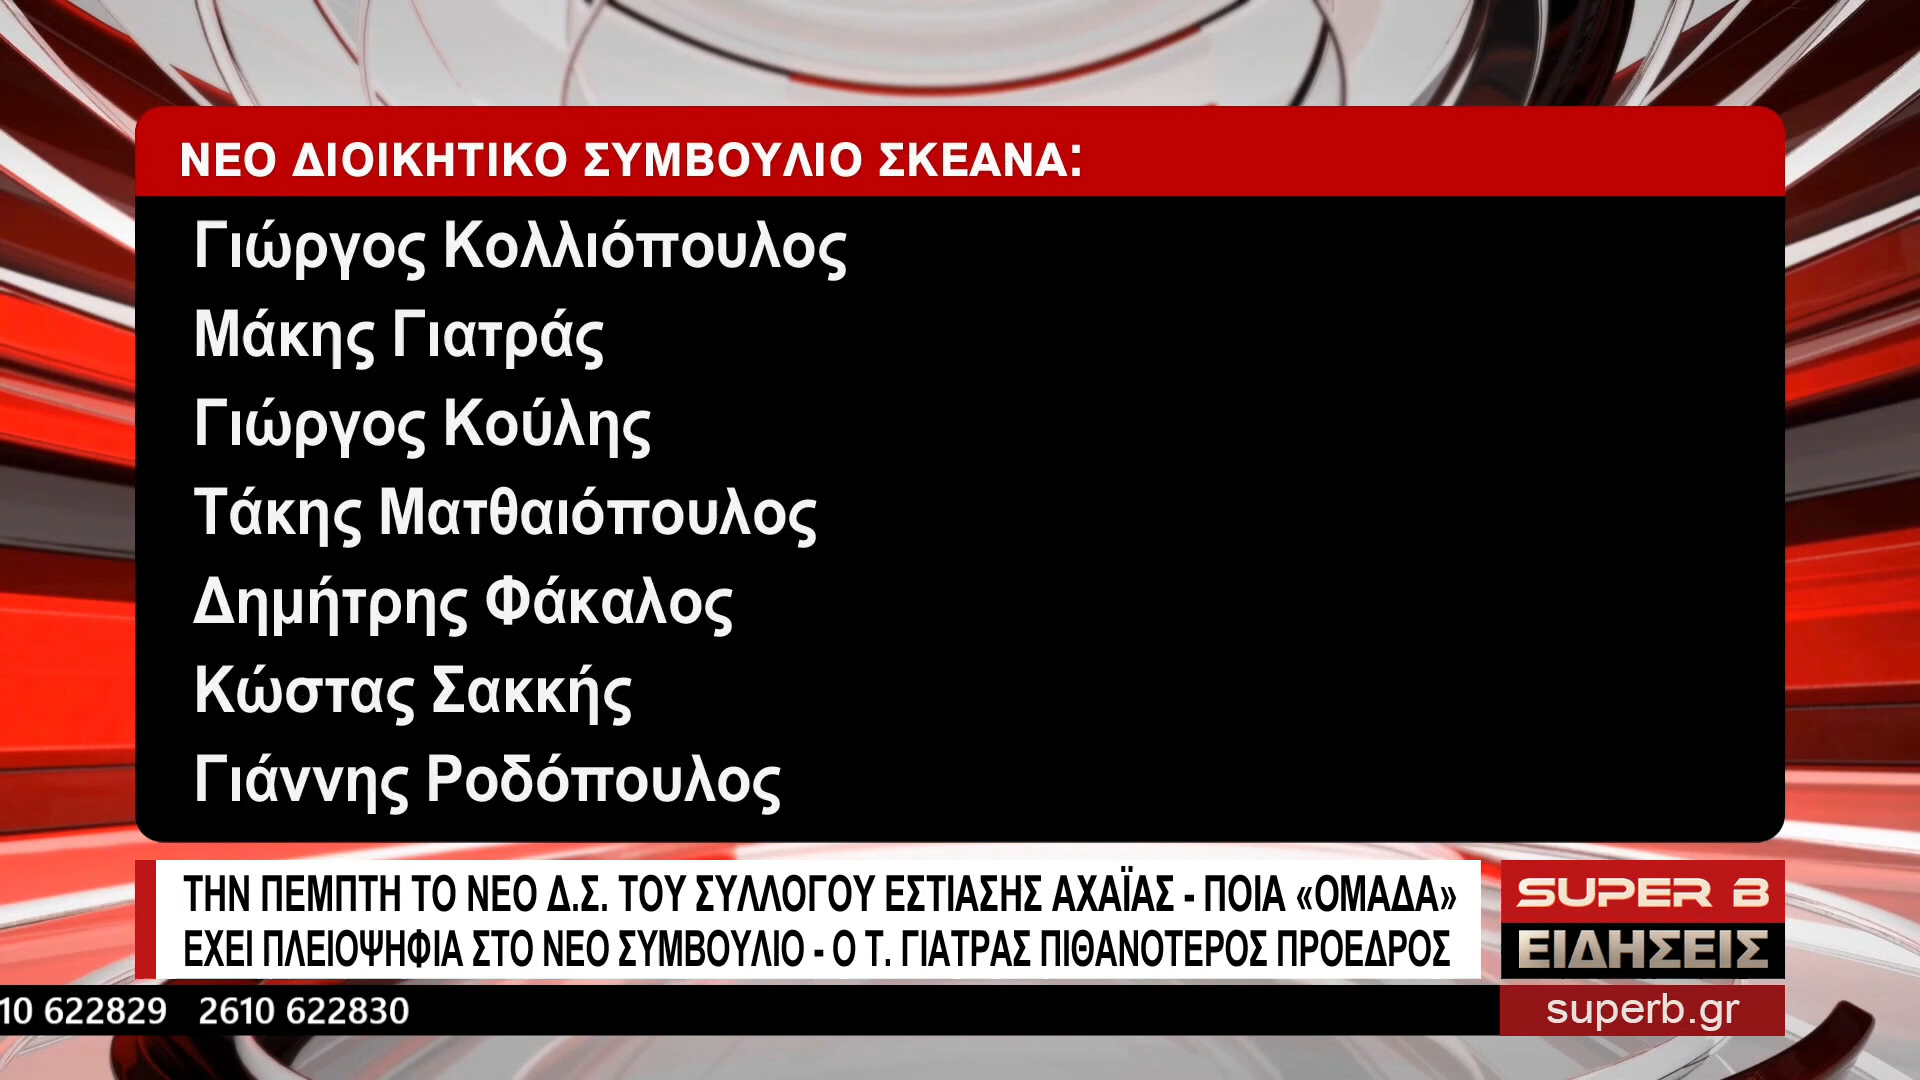 ΝΕΟ ΔΙΟΙΚΗΤΙΚΟ ΣΥΜΒΟΥΛΙΟ ΣΚΕΑΝΑ:
Γιώργος Κολλιόπουλος
Μάκης Γιατράς
Γιώργος Κούλης
Τάκης Ματθαιόπουλος
Δημήτρης Φάκαλος
Κώστας Σακκής
Γιάννης Ροδόπουλος
ΤΗΝ ΠΕΜΠΤΗ ΤΟ ΝΕΟ Δ.Σ. ΤΟΥ ΣΥΛΛΟΓΟΥ ΕΣΤΙΑΣΗΣ ΑΧΑΪΑΣ - ΠΟΙΑ «ΟΜΑΔΑ»
ΕΧΕΙ ΠΛΕΙΟΨΗΦΙΑ ΣΤΟ ΝΕΟ ΣΥΜΒΟΥΛΙΟ - Ο Τ. ΓΙΑΤΡΑΣ ΠΙΘΑΝΟΤΕΡΟΣ ΠΡΟΕΔΡΟΣ
SUPER B
ΕΙΔΗΣΕΙΣ
10 622829 2610 622830
superb.gr